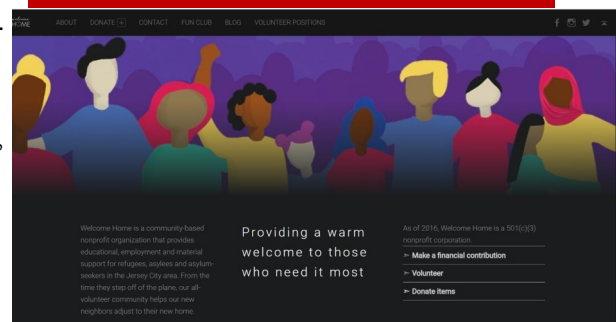 HOME
ABOUT DONATE + CONTACT FUN CLUB BLOG VOLUNTEER POSITIONS
Welcome Home is a community-based
nonprofit organization that provides
educational, employment and material
support for refugees, asylees and asylum-
seekers in the Jersey City area. From the
time they step off of the plane, our all-
volunteer community helps our new
neighbors adjust to their new home.
Providing a warm
welcome to those
who need it most
As of 2016, Welcome Home is a 501(c)(3)
nonprofit corporation.
➣ Make a financial contribution
➣ Volunteer
➣ Donate Items